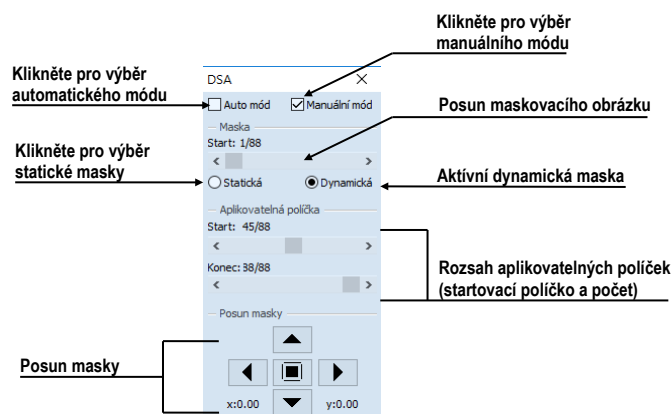 Klikněte pro výběr
manuálního módu
Klikněte pro výběr
automatického módu
DSA
Auto mód
Manuální mód
Posun maskovacího obrázku
Maska
Start: 1/88
Klikněte pro výběr
statické masky
Statická
Dynamická
Aktívní dynamická maska
Aplikovatelná políčka
Start: 45/88
Konec: 38/88
Rozsah aplikovatelných políček
(startovací políčko a počet)
Posun masky
Posun masky
x:0.00
y:0.00